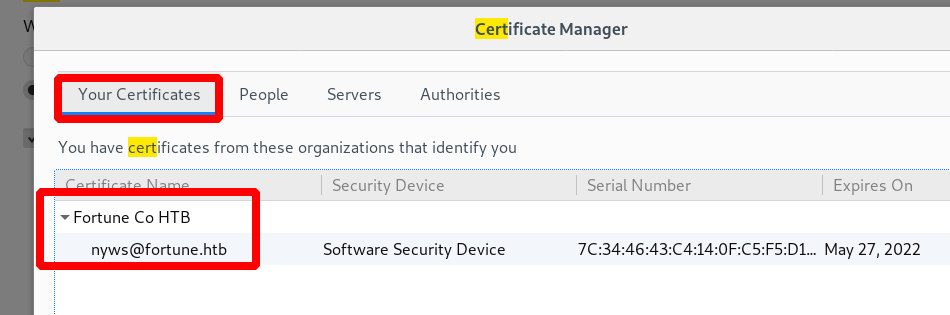 W
Certificate Manager
Your Certificates People Servers Authorities
You have certificates from these organizations that identify you
Certificate Name Security Device Serial Number Expires On
Fortune Co HTB
nyws@fortune.htb Software Security Device 7C:34:46:43:C4:14:0F:C5:F5:D1... May 27, 2022